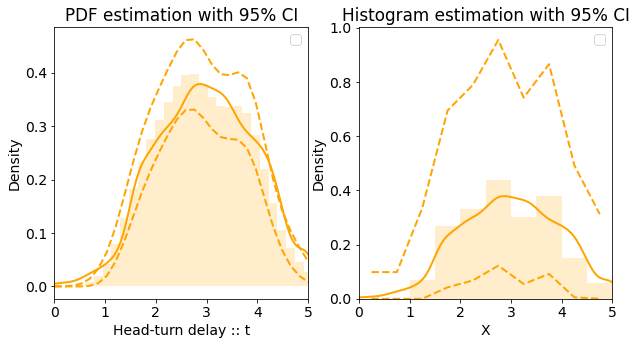 PDF estimation with 95% CI
Density
0.4
0.3
0.2
0.1
0.0
0 1 2 3 4 5
Head-turn delay :: t
Histogram estimation with 95% CI
Density
1.0
0.8
0.6
0.4
0.2
0.0
0 1 2 3 4 5
X